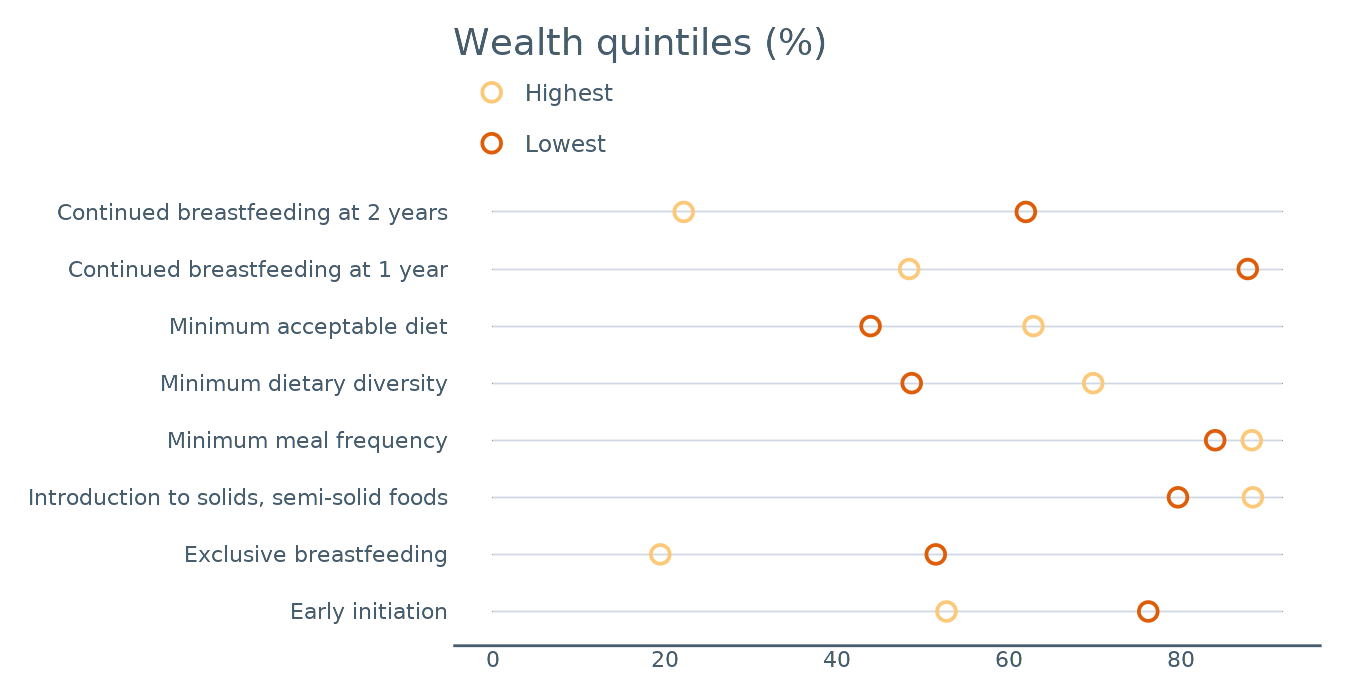 Wealth quintiles (%)
Highest
Lowest
Continued breastfeeding at 2 years
Continued breastfeeding at 1 year
Minimum acceptable diet
Minimum dietary diversity
Minimum meal frequency
Introduction to solids, semi-solid foods
Exclusive breastfeeding
Early initiation
0 20 40 60 80